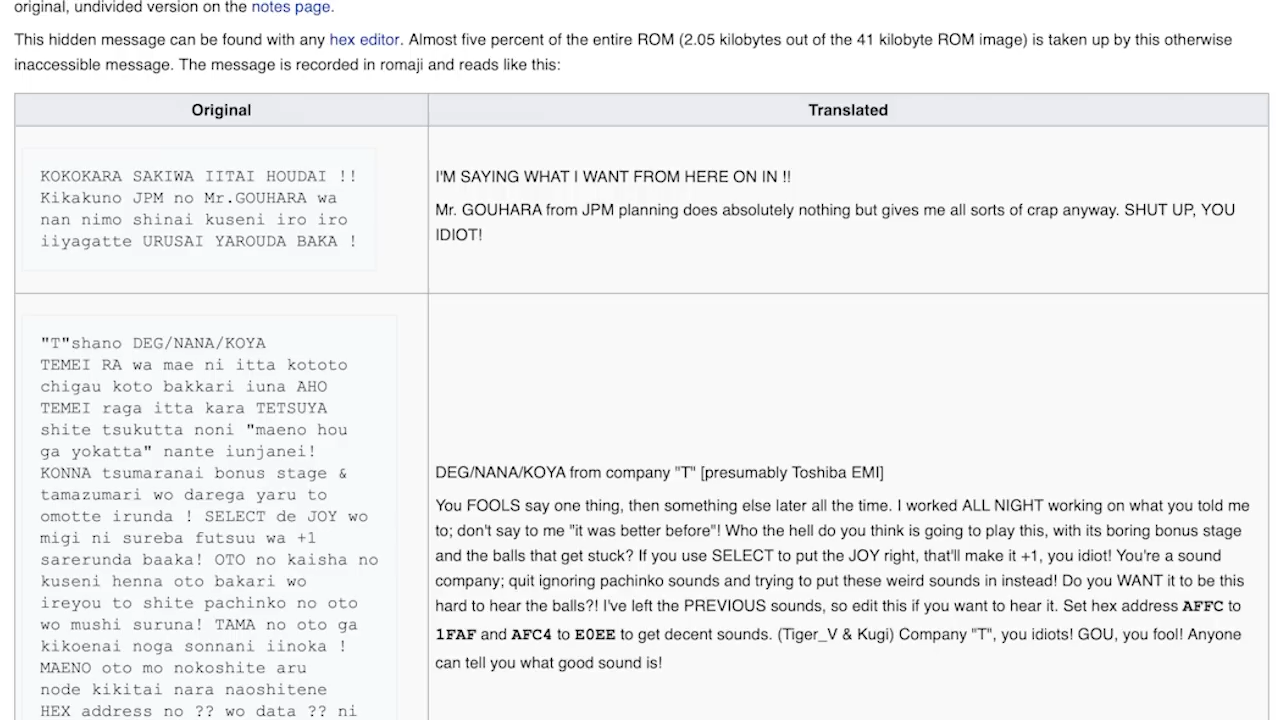 original, undivided version on the notes page.
This hidden message can be found with any hex editor. Almost five percent of the entire ROM (2.05 kilobytes out of the 41 kilobyte ROM image) is taken up by this otherwise
inaccessible message. The message is recorded in romaji and reads like this:
Original
Translated
KOKOKARA SAKIWA IITAI HOUDAI !!
Kikakuno JPM no Mr.GOUHARA wa
nan nimo shinai kuseni iro iro
iiyagatte URUSAI YAROUDA BAKA !
I'M SAYING WHAT I WANT FROM HERE ON IN !!
Mr. GOUHARA from JPM planning does absolutely nothing but gives me all sorts of crap anyway. SHUT UP, YOU
IDIOT!
"T"shano DEG/NANA/KOYA
TEMEI RA wa mae ni itta kototo
chigau koto bakkari iuna AHO
TEMEI raga itta kara TETSUYA
shite tsukutta noni "maeno hou
ga yokatta" nante iunjanei!
KONNA tsumaranai bonus stage &
tamazumari wo darega yaru to
omotte irunda ! SELECT de JOY wo
migi ni sureba futsuu wa +1
sarerunda baaka! OTO no kaisha no
kuseni henna oto bakari wo
ireyou to shite pachinko no oto
wo mushi suruna! TAMA no oto ga
kikoenai noga sonnani iinoka !
MAENO oto mo nokoshite aru
node kikitai nara naoshitene
HEX address no ?? wo data ?? ni
DEG/NANA/KOYA from company "T" [presumably Toshiba EMI]
You FOOLS say one thing, then something else later all the time. I worked ALL NIGHT working on what you told me
to; don't say to me "it was better before"! Who the hell do you think is going to play this, with its boring bonus stage
and the balls that get stuck? If you use SELECT to put the JOY right, that'll make it +1, you idiot! You're a sound
company; quit ignoring pachinko sounds and trying to put these weird sounds in instead! Do you WANT it to be this
hard to hear the balls?! I've left the PREVIOUS sounds, so edit this if you want to hear it. Set hex address AFFC to
1FAF and AFC4 to E0EE to get decent sounds. (Tiger_V & Kugi) Company "T", you idiots! GOU, you fool! Anyone
can tell you what good sound is!